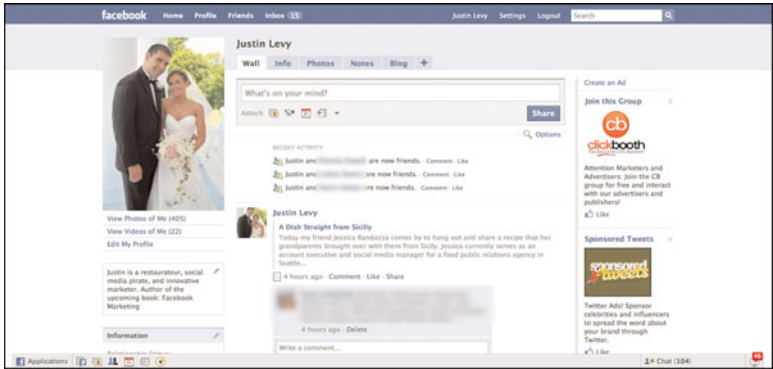 facebook Home Profile Friends Inbox 15 Justin Levy Settings Logout Search
Justin Levy
Wall Info Photos Notes Blog +
What's on your mind?
Attach Share
Options
RECENT ACTIVITY
Justin and are now friends. · Comment · Like
Justin and are now friends. · Comment · Like
Justin and are now friends. · Comment · Like
Justin Levy
A Dish Straight from Sicilly
Today my friend Jessica Randazza comes by to hang out and share a recipe that her
grandparents brought over with them from Sicily. Jessica currently serves as an
account executive and social media manager for a food public relations agency in
Seattle...
4 hours ago · Comment · Like · Share
4 hours ago · Delete
Write a comment...
View Photos of Me (405)
View Videos of Me (22)
Edit My Profile
Justin is a restaurateur, social
media pirate, and innovative
marketer. Author of the
upcoming book: Facebook
Marketing
Information
Relationship Status:
Create an Ad
Join this Group x
cb
clickbooth
Attention Marketers and
Advertisers: Join the CB
group for free and interact
with our advertisers and
publishers!
Like
Sponsored Tweets x
sponsored
tweets
Twitter Ads! Sponsor
celebrities and influencers
to spread the word about
your brand through
Twitter.
Like
Applications Chat (104)